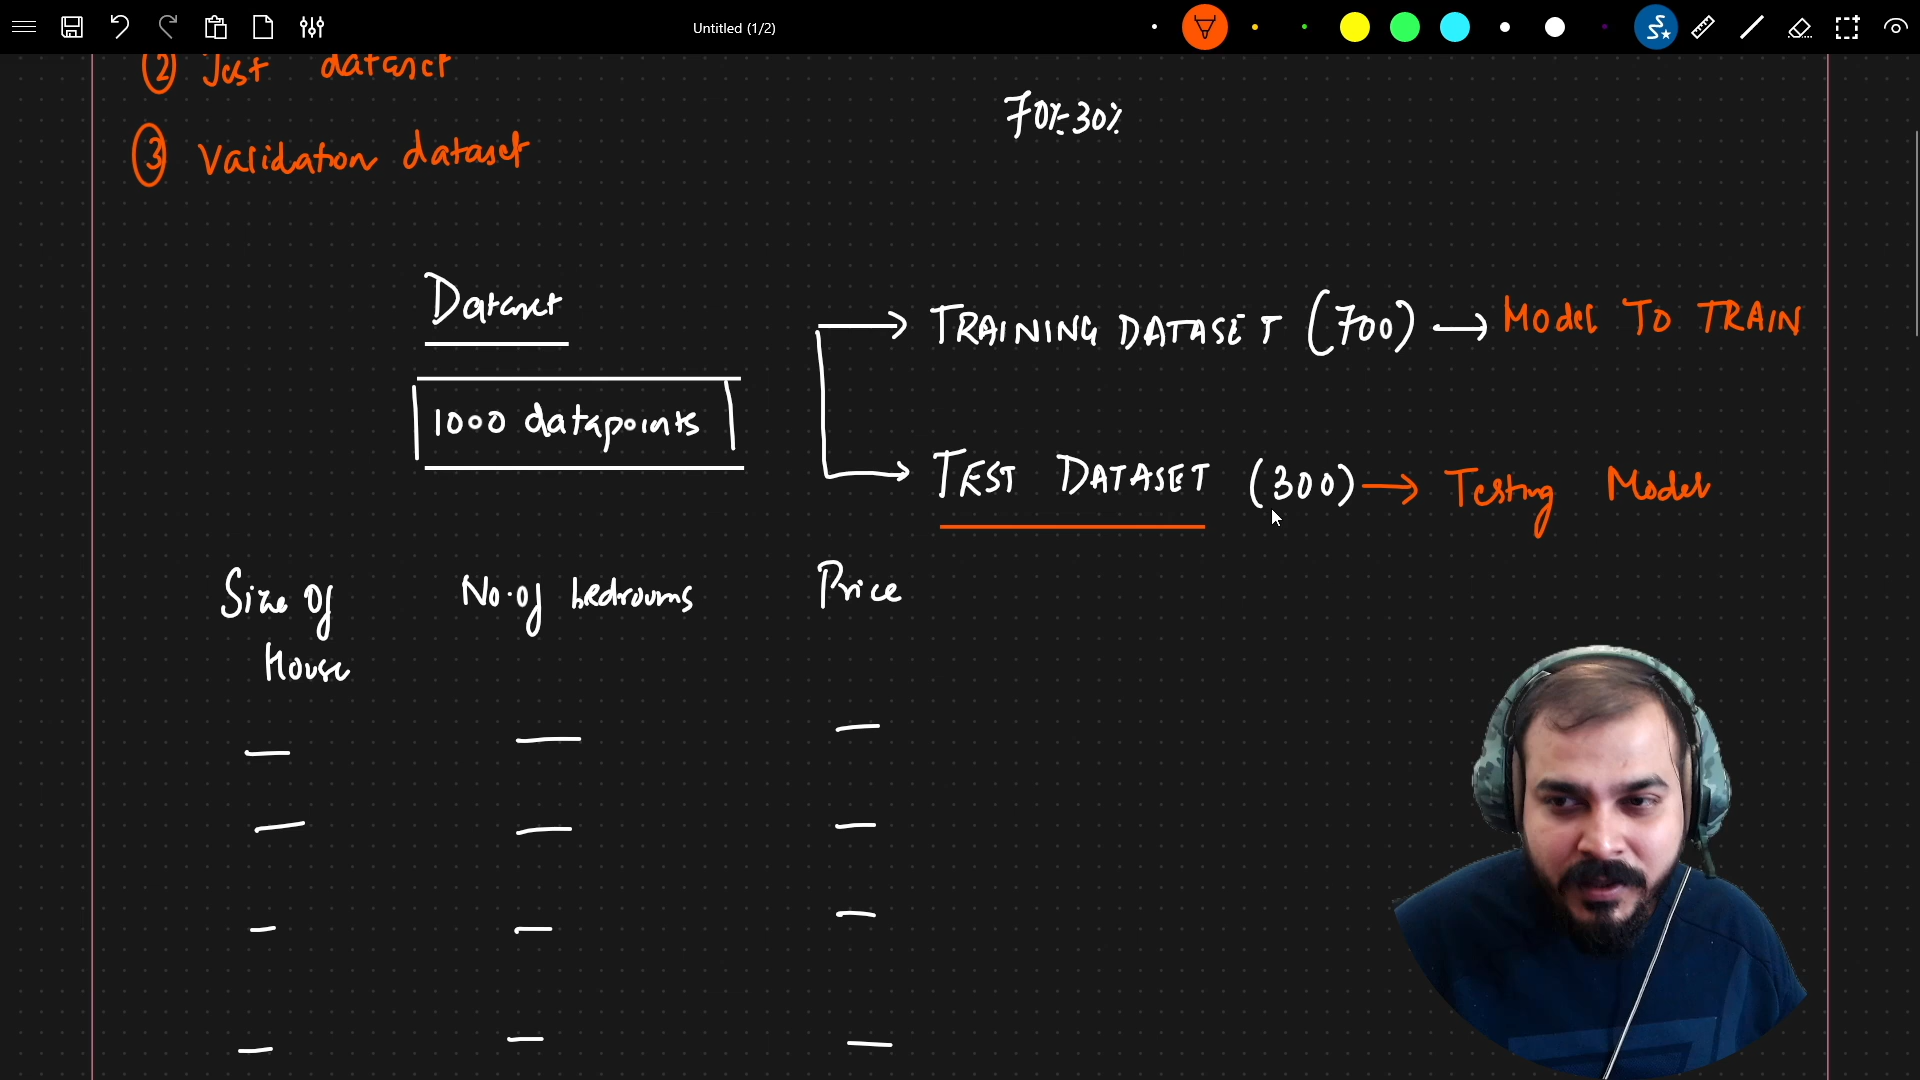 Untitled (1/2)
② Test dataset
③ Validation dataset
70%-30%
Dataset
1000 datapoints
TRAINING DATASET (700) → Model To TRAIN
TEST DATASET (300) → Testing Model
Size Of House
No. of bedrooms
Price